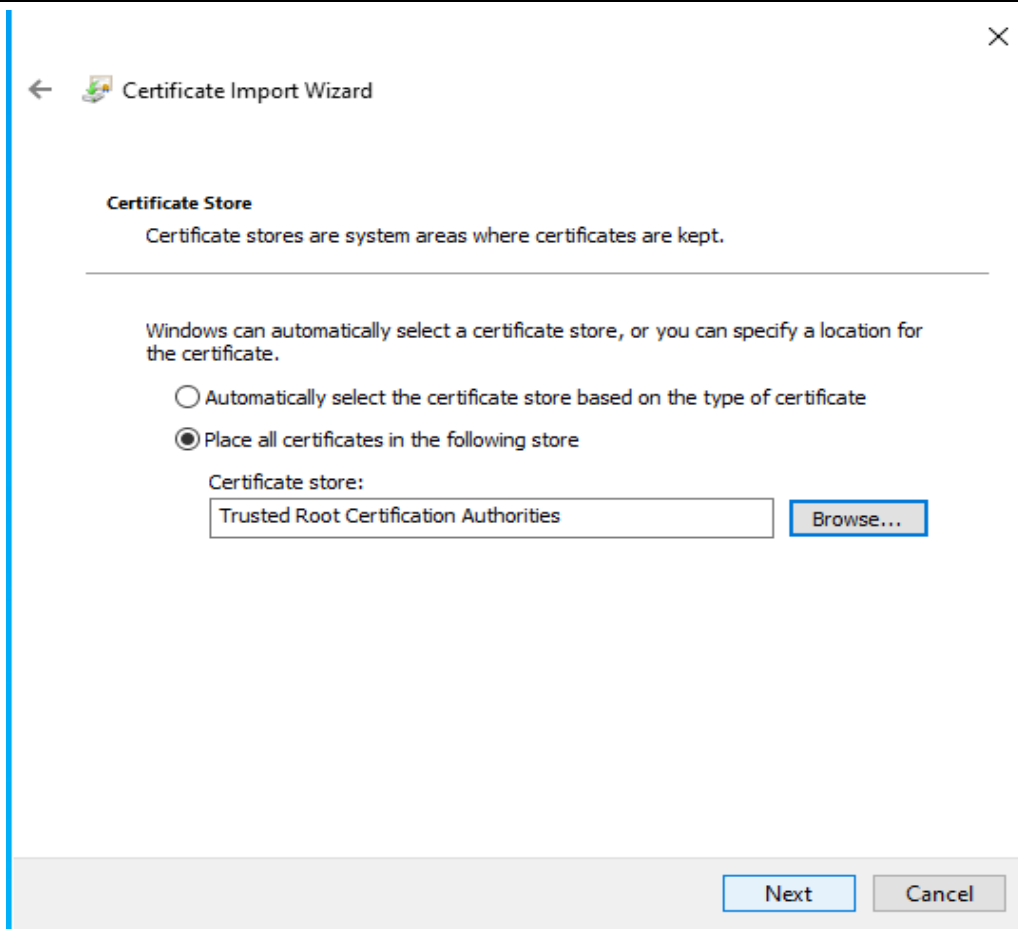 Certificate Import Wizard
Certificate Store
Certificate stores are system areas where certificates are kept.
Windows can automatically select a certificate store, or you can specify a location for
the certificate.
Automatically select the certificate store based on the type of certificate
Place all certificates in the following store
Certificate store:
Trusted Root Certification Authorities
Browse...
Next
Cancel